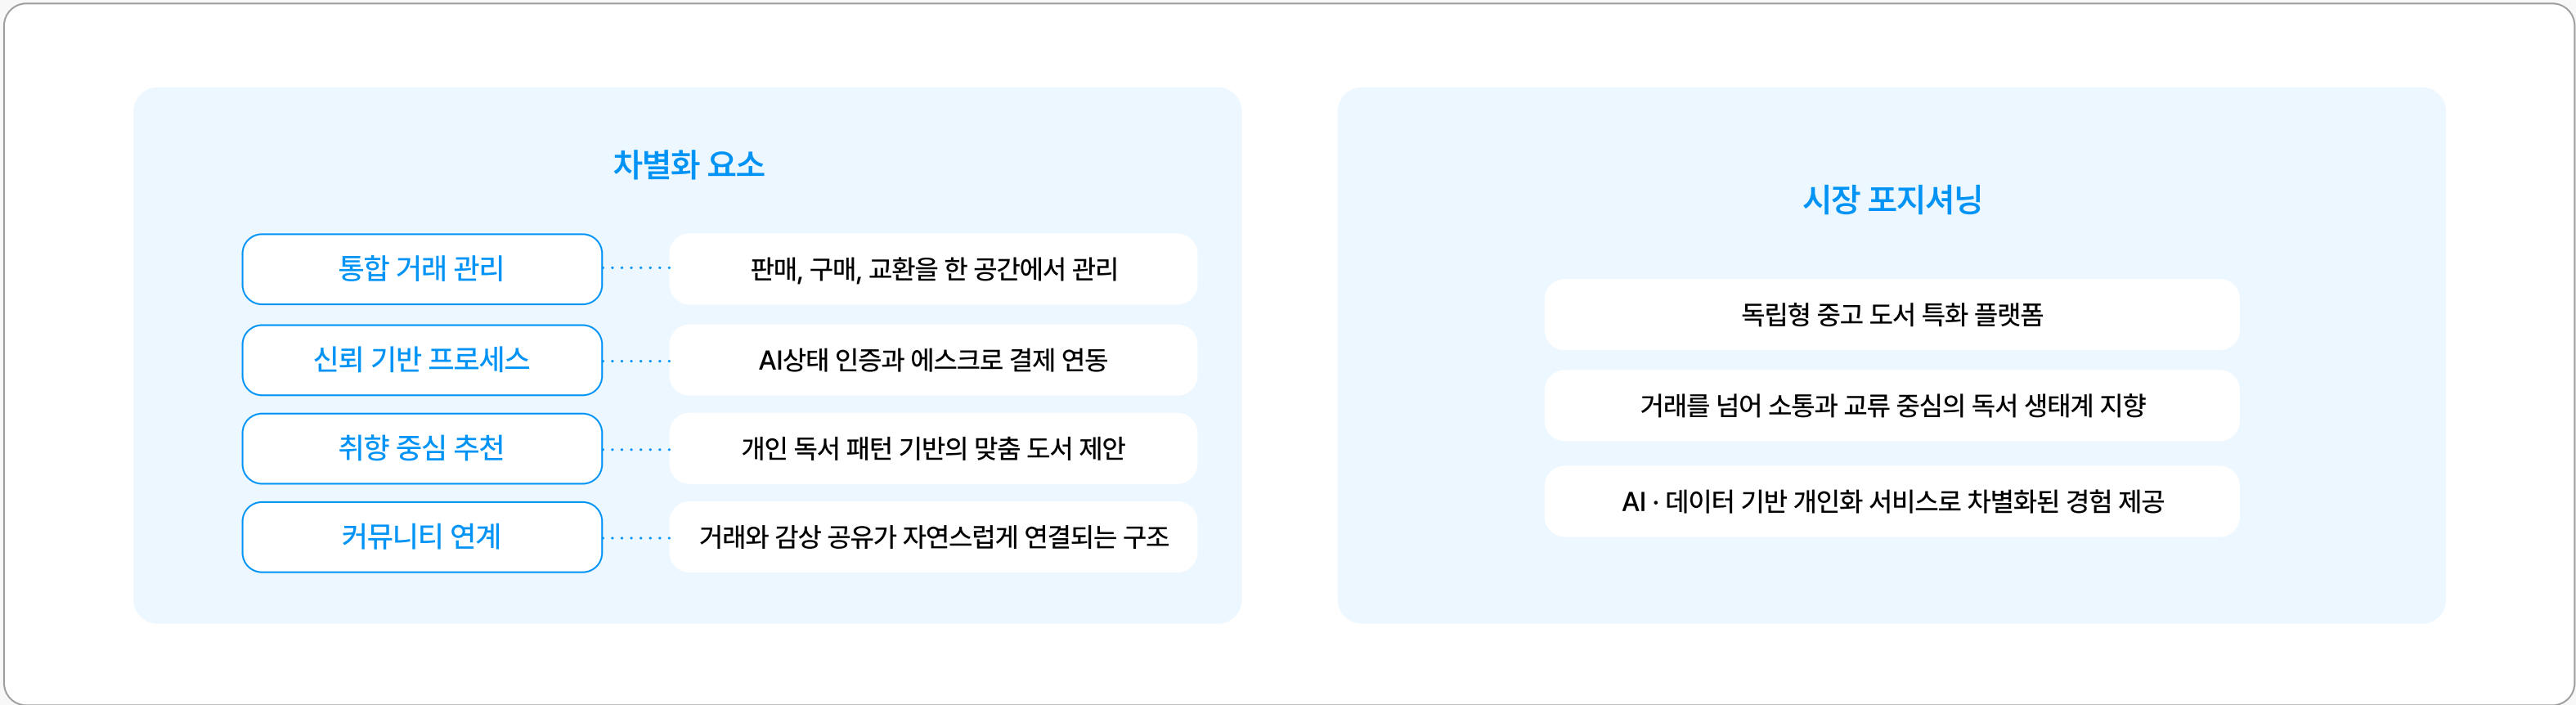 차별화 요소
통합 거래 관리
판매, 구매, 교환을 한 공간에서 관리
신뢰 기반 프로세스
AI상태 인증과 에스크로 결제 연동
취향 중심 추천
개인 독서 패턴 기반의 맞춤 도서 제안
커뮤니티 연계
거래와 감상 공유가 자연스럽게 연결되는 구조
시장 포지셔닝
독립형 중고 도서 특화 플랫폼
거래를 넘어 소통과 교류 중심의 독서 생태계 지향
AI · 데이터 기반 개인화 서비스로 차별화된 경험 제공